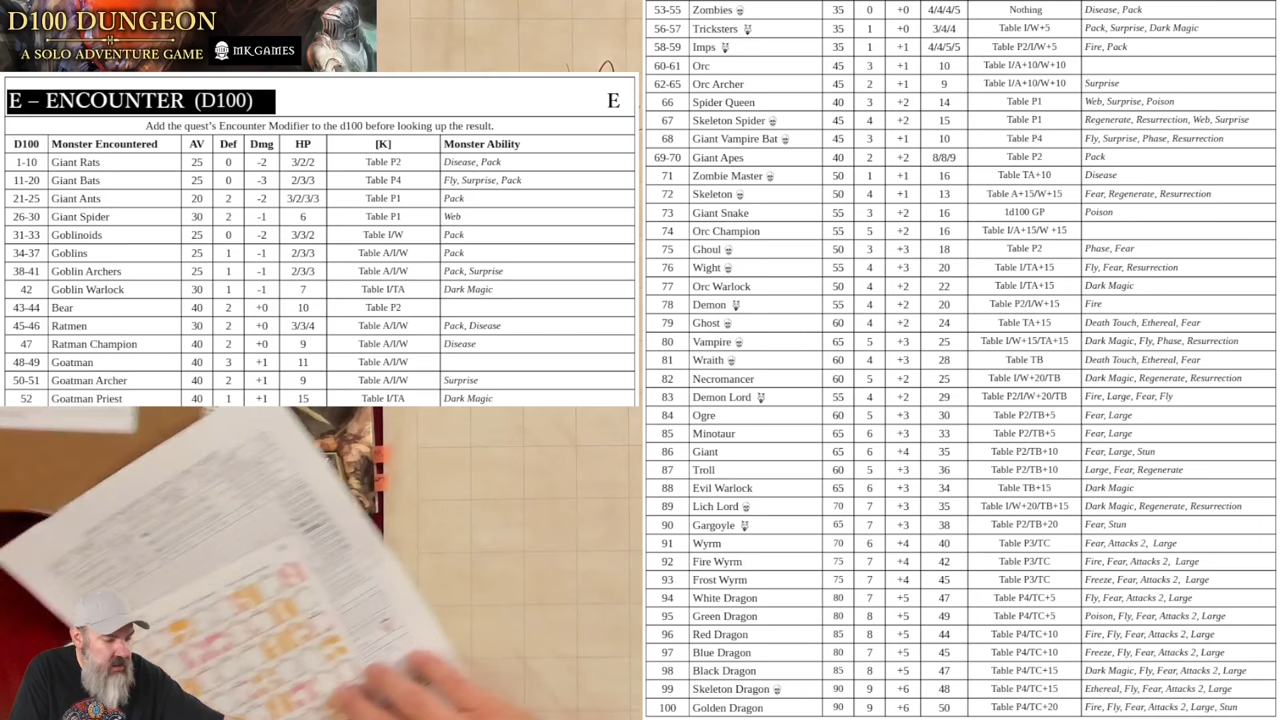 D100 DUNGEON
A SOLO ADVENTURE GAME MK.GAMES
E – ENCOUNTER (D100) E
Add the quest's Encounter Modifier to the d100 before looking up the result.
D100 Monster Encountered AV Def Dmg HP [K] Monster Ability
1-10 Giant Rats 25 0 -2 3/2/2 Table P2 Disease, Pack
11-20 Giant Bats 25 0 -3 2/3/3 Table P4 Fly, Surprise, Pack
21-25 Giant Ants 20 2 -2 3/2/3/3 Table P1 Pack
26-30 Giant Spider 30 2 -1 6 Table P1 Web
31-33 Goblinoids 25 0 -2 3/3/2 Table I/W Pack
34-37 Goblins 25 1 -1 2/3/3 Table A/I/W Pack
38-41 Goblin Archers 25 1 -1 2/3/3 Table A/I/W Pack, Surprise
42 Goblin Warlock 30 1 -1 7 Table I/TA Dark Magic
43-44 Bear 40 2 +0 10 Table P2
45-46 Ratmen 30 2 +0 3/3/4 Table A/I/W Pack, Disease
47 Ratman Champion 40 2 +0 9 Table A/I/W Disease
48-49 Goatman 40 3 +1 11 Table A/I/W
50-51 Goatman Archer 40 2 +1 9 Table A/I/W Surprise
52 Goatman Priest 40 1 +1 15 Table I/TA Dark Magic
53-55 Zombies 35 0 +0 4/4/4/5 Nothing Disease, Pack
56-57 Tricksters 35 1 +0 3/4/4 Table I/W+5 Pack, Surprise, Dark Magic
58-59 Imps 35 1 +1 4/4/5/5 Table P2/I/W+5 Fire, Pack
60-61 Orc 45 3 +1 10 Table I/A+10/W+10
62-65 Orc Archer 45 2 +1 9 Table I/A+10/W+10 Surprise
66 Spider Queen 40 3 +2 14 Table P1 Web, Surprise, Poison
67 Skeleton Spider 45 4 +2 15 Table P1 Regenerate, Resurrection, Web, Surprise
68 Giant Vampire Bat 45 3 +1 10 Table P4 Fly, Surprise, Phase, Resurrection
69-70 Giant Apes 40 2 +2 8/8/9 Table P2 Pack
71 Zombie Master 50 1 +1 16 Table TA+10 Disease
72 Skeleton 50 4 +1 13 Table A+15/W+15 Fear, Regenerate, Resurrection
73 Giant Snake 55 3 +2 16 1d100 GP Poison
74 Orc Champion 55 5 +2 16 Table I/A+15/W +15
75 Ghoul 50 3 +3 18 Table P2 Phase, Fear
76 Wight 55 4 +3 20 Table I/TA+15 Fly, Fear, Resurrection
77 Orc Warlock 50 4 +2 22 Table I/TA+15 Dark Magic
78 Demon 55 4 +2 20 Table P2/I/W+15 Fire
79 Ghost 60 4 +2 24 Table TA+15 Death Touch, Ethereal, Fear
80 Vampire 65 5 +3 25 Table I/W+15/TA+15 Dark Magic, Fly, Phase, Resurrection
81 Wraith 60 4 +3 28 Table TB Death Touch, Ethereal, Fear
82 Necromancer 60 5 +2 25 Table I/W+20/TB Dark Magic, Regenerate, Resurrection
83 Demon Lord 55 4 +2 29 Table P2/I/W+20/TB Fire, Large, Fear, Fly
84 Ogre 60 5 +3 30 Table P2/TB+5 Fear, Large
85 Minotaur 65 6 +3 33 Table P2/TB+5 Fear, Large
86 Giant 65 6 +4 35 Table P2/TB+10 Fear, Large, Stun
87 Troll 60 5 +3 36 Table P2/TB+10 Large, Fear, Regenerate
88 Evil Warlock 65 6 +3 34 Table TB+15 Dark Magic
89 Lich Lord 70 7 +3 35 Table I/W+20/TB+15 Dark Magic, Regenerate, Resurrection
90 Gargoyle 65 7 +3 38 Table P2/TB+20 Fear, Stun
91 Wyrm 70 6 +4 40 Table P3/TC Fear, Attacks 2, Large
92 Fire Wyrm 75 7 +4 42 Table P3/TC Fire, Fear, Attacks 2, Large
93 Frost Wyrm 75 7 +4 45 Table P3/TC Freeze, Fear, Attacks 2, Large
94 White Dragon 80 7 +5 47 Table P4/TC+5 Fly, Fear, Attacks 2, Large
95 Green Dragon 80 8 +5 49 Table P4/TC+5 Poison, Fly, Fear, Attacks 2, Large
96 Red Dragon 85 8 +5 44 Table P4/TC+10 Fire, Fly, Fear, Attacks 2, Large
97 Blue Dragon 80 7 +5 45 Table P4/TC+10 Freeze, Fly, Fear, Attacks 2, Large
98 Black Dragon 85 8 +5 47 Table P4/TC+15 Dark Magic, Fly, Fear, Attacks 2, Large
99 Skeleton Dragon 90 9 +6 48 Table P4/TC+15 Ethereal, Fly, Fear, Attacks 2, Large
100 Golden Dragon 90 9 +6 50 Table P4/TC+20 Fire, Fly, Fear, Attacks 2, Large, Stun